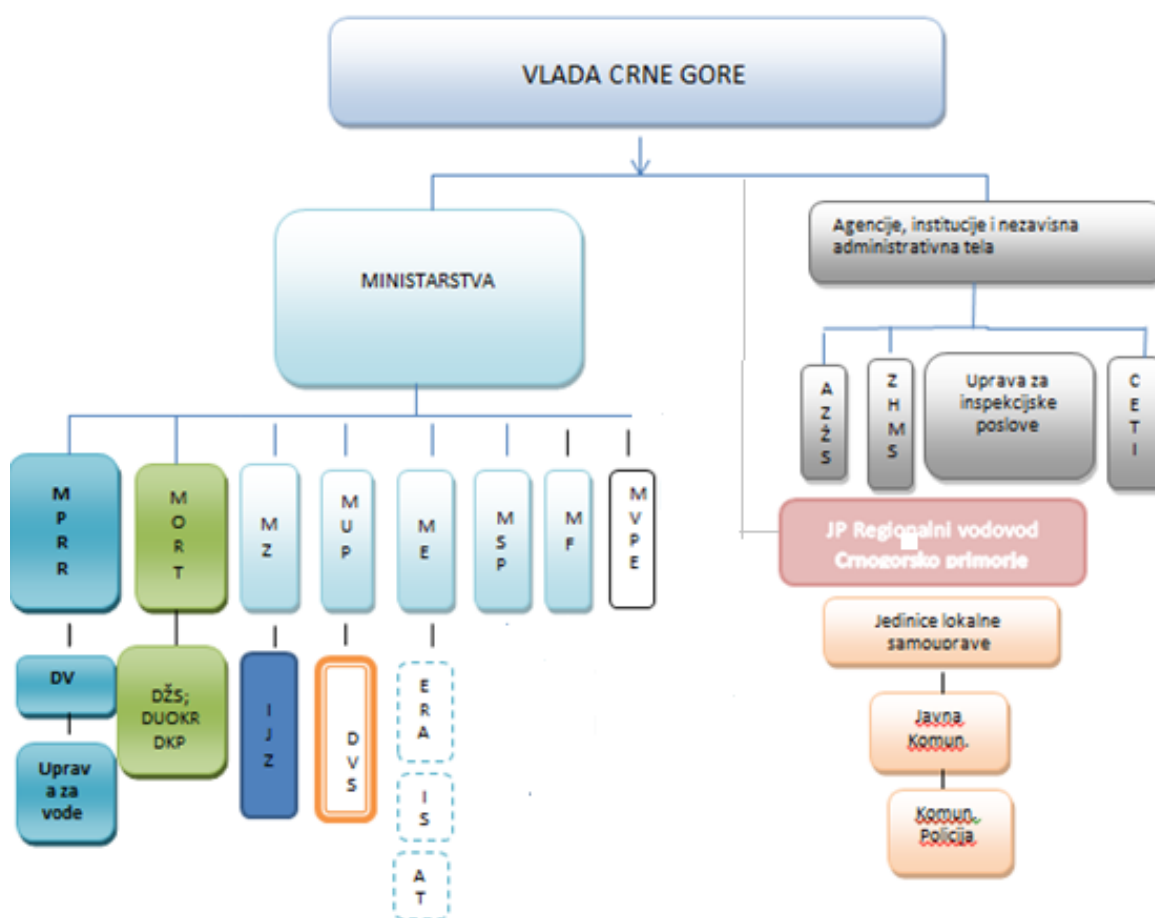 VLADA CRNE GORE
MINISTARSTVA
Agencije, institucije i nezavisna
administrativna tela
A
Z
Ž
S
Z
H
M
S
Uprava za
inspekcijske
poslove
C
E
T
I
M
P
R
R
M
O
R
T
M
Z
M
U
P
M
E
M
S
P
M
F
M
V
P
E
JP Regionalni vodovod
Crnogorsko primorje
Jedinice lokalne
samouprave
DV
DŽS;
DUOKR
DKP
I
J
Z
D
V
S
E
R
A
I
S
A
T
Uprav
a za
vode
Javna
Komun.
Komun.
Policija